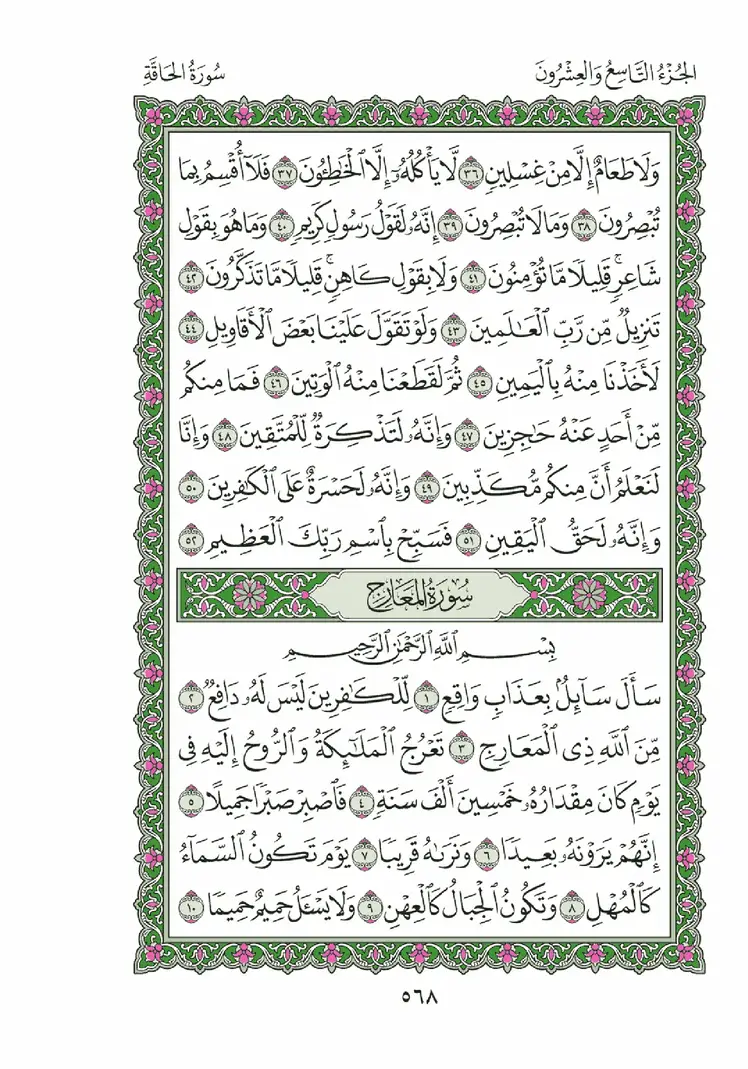 الجُزْءُ التَّاسِعُ وَالعِشْرُونَ
سُورَةُ الحَاقَّةِ
وَلَا طَعَامٌ إِلَّا مِنْ غِسْلِينٍ ٣٦ لَّا يَأْكُلُهُۥٓ إِلَّا ٱلْخَـٰطِـُٔونَ ٣٧ فَلَآ أُقْسِمُ بِمَا
تُبْصِرُونَ ٣٨ وَمَا لَا تُبْصِرُونَ ٣٩ إِنَّهُۥ لَقَوْلُ رَسُولٍ كَرِيمٍ ٤٠ وَمَا هُوَ بِقَوْلِ
شَاعِرٍۚ قَلِيلًا مَّا تُؤْمِنُونَ ٤١ وَلَا بِقَوْلِ كَاهِنٍۚ قَلِيلًا مَّا تَذَكَّرُونَ ٤٢
تَنزِيلٌ مِّن رَّبِّ ٱلْعَـٰلَمِينَ ٤٣ وَلَوْ تَقَوَّلَ عَلَيْنَا بَعْضَ ٱلْأَقَاوِيلِ ٤٤
لَأَخَذْنَا مِنْهُ بِٱلْيَمِينِ ٤٥ ثُمَّ لَقَطَعْنَا مِنْهُ ٱلْوَتِينَ ٤٦ فَمَا مِنكُم
مِّنْ أَحَدٍ عَنْهُ حَـٰجِزِينَ ٤٧ وَإِنَّهُۥ لَتَذْكِرَةٌ لِّلْمُتَّقِينَ ٤٨ وَإِنَّا
لَنَعْلَمُ أَنَّ مِنكُم مُّكَذِّبِينَ ٤٩ وَإِنَّهُۥ لَحَسْرَةٌ عَلَى ٱلْكَـٰفِرِينَ ٥٠
وَإِنَّهُۥ لَحَقُّ ٱلْيَقِينِ ٥١ فَسَبِّحْ بِٱسْمِ رَبِّكَ ٱلْعَظِيمِ ٥٢
سُورَةُ المَعَارِجِ
بِسْمِ ٱللَّهِ ٱلرَّحْمَـٰنِ ٱلرَّحِيمِ
سَأَلَ سَآئِلٌۢ بِعَذَابٍ وَاقِعٍ ١ لِّلْكَـٰفِرِينَ لَيْسَ لَهُۥ دَافِعٌ ٢
مِّنَ ٱللَّهِ ذِى ٱلْمَعَارِجِ ٣ تَعْرُجُ ٱلْمَلَـٰٓئِكَةُ وَٱلرُّوحُ إِلَيْهِ فِى
يَوْمٍ كَانَ مِقْدَارُهُۥ خَمْسِينَ أَلْفَ سَنَةٍ ٤ فَٱصْبِرْ صَبْرًا جَمِيلًا ٥
إِنَّهُمْ يَرَوْنَهُۥ بَعِيدًا ٦ وَنَرَىٰهُ قَرِيبًا ٧ يَوْمَ تَكُونُ ٱلسَّمَآءُ
كَٱلْمُهْلِ ٨ وَتَكُونُ ٱلْجِبَالُ كَٱلْعِهْنِ ٩ وَلَا يَسْـَٔلُ حَمِيمٌ حَمِيمًا ١٠
٥٦٨